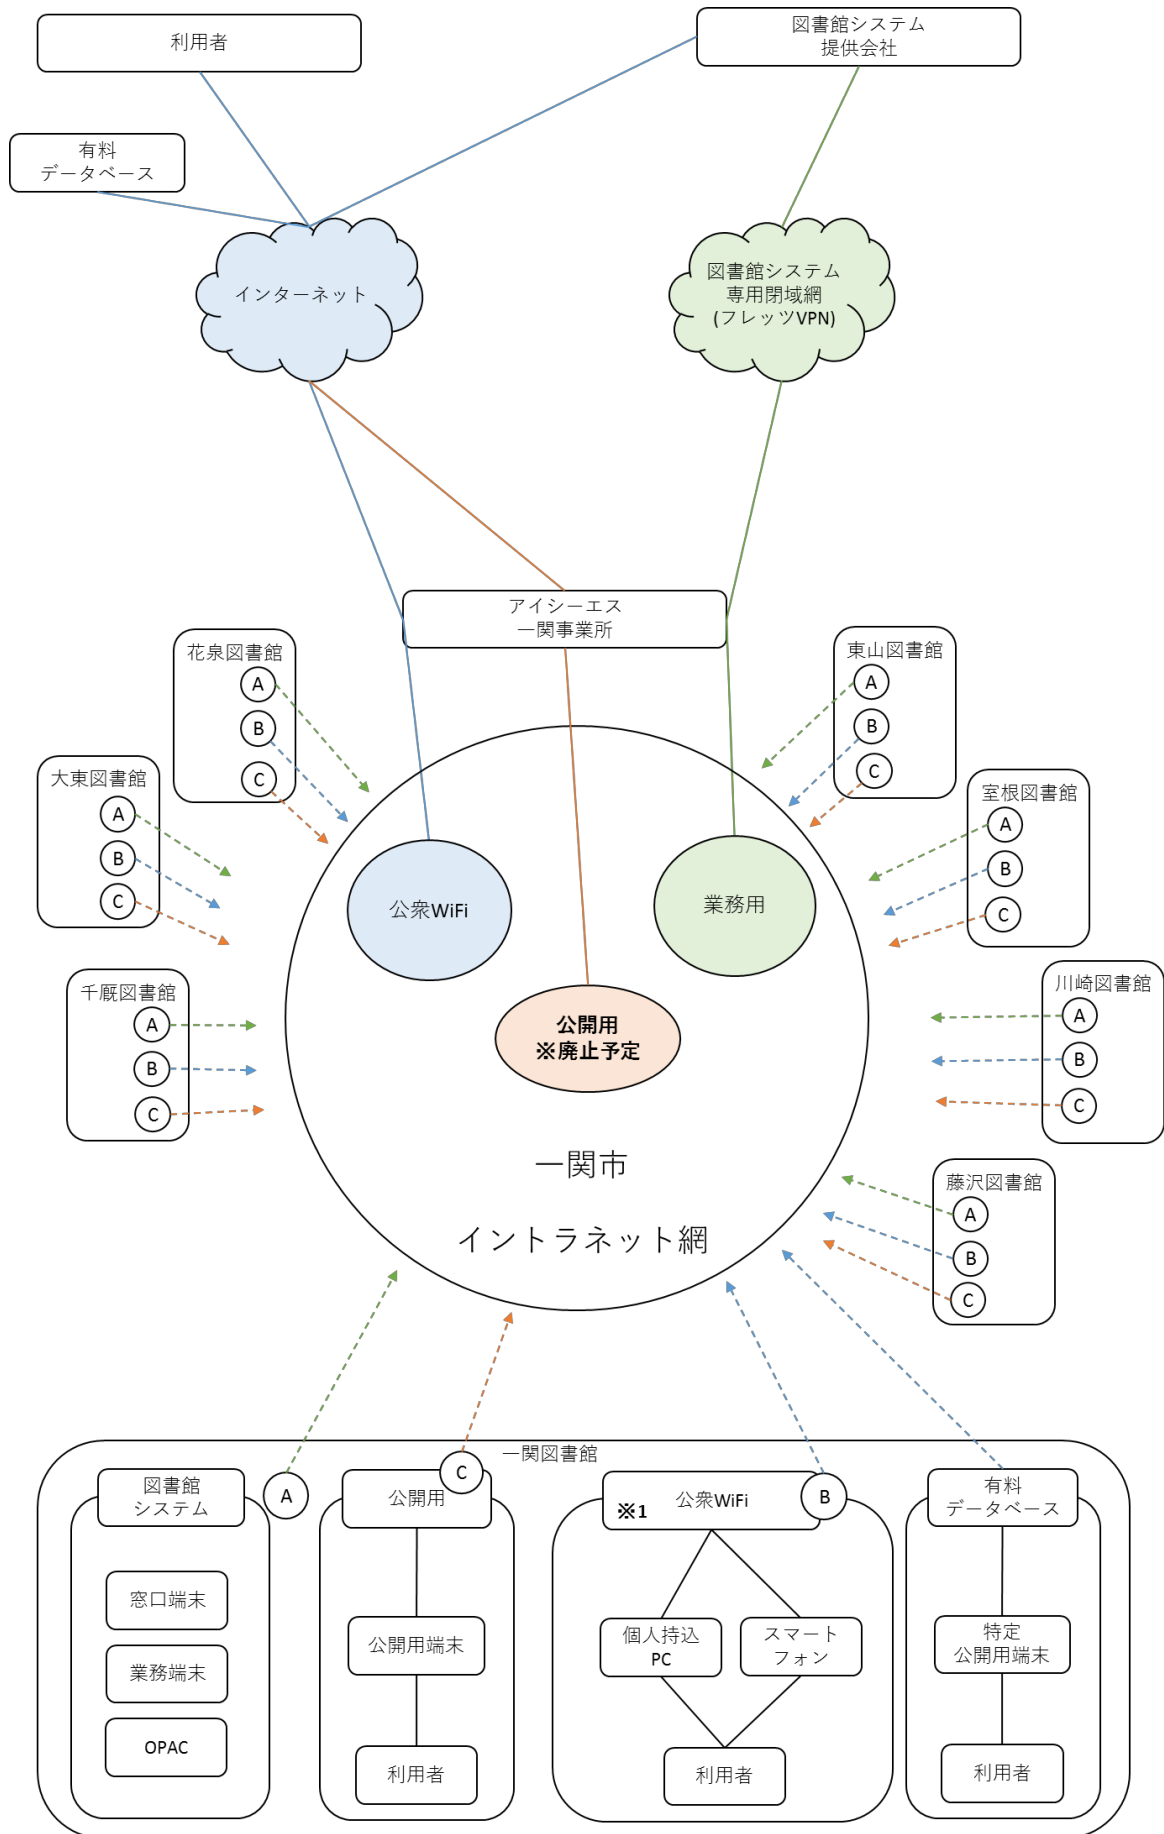 利用者
図書館システム
提供会社
有料
データベース
インターネット
図書館システム
専用閉域網
(フレッツVPN)
アイシーエス
一関事業所
花泉図書館
A
B
C
東山図書館
A
B
C
大東図書館
A
B
C
室根図書館
A
B
C
公衆WiFi
業務用
千厩図書館
A
B
C
川崎図書館
A
B
C
公開用
※廃止予定
一関市
イントラネット網
藤沢図書館
A
B
C
一関図書館
図書館
システム
A
窓口端末
業務端末
OPAC
公開用
C
公開用端末
利用者
※1
公衆WiFi
B
個人持込
PC
スマート
フォン
利用者
有料
データベース
特定
公開用端末
利用者